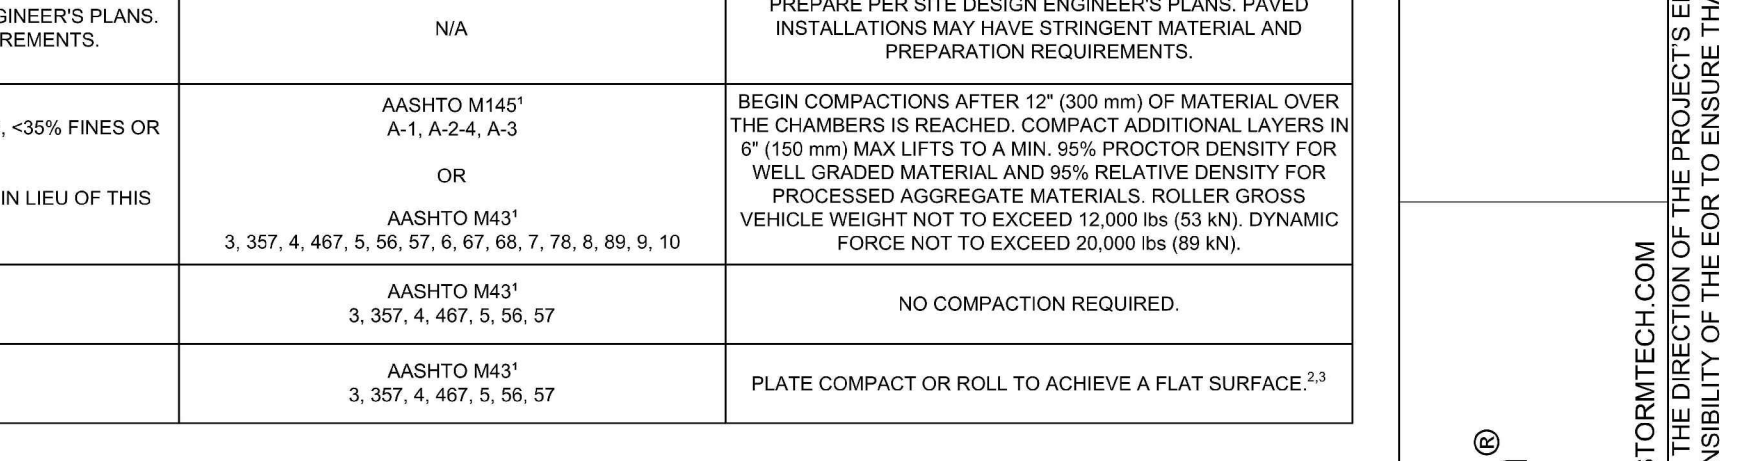 GINEER'S PLANS.
REMENTS.
N/A
PREPARE PER SITE DESIGN ENGINEER'S PLANS. PAVED
INSTALLATIONS MAY HAVE STRINGENT MATERIAL AND
PREPARATION REQUIREMENTS.
, <35% FINES OR
IN LIEU OF THIS
AASHTO M145¹
A-1, A-2-4, A-3
OR
AASHTO M43¹
3, 357, 4, 467, 5, 56, 57, 6, 67, 68, 7, 78, 8, 89, 9, 10
BEGIN COMPACTIONS AFTER 12" (300 mm) OF MATERIAL OVER
THE CHAMBERS IS REACHED. COMPACT ADDITIONAL LAYERS IN
6" (150 mm) MAX LIFTS TO A MIN. 95% PROCTOR DENSITY FOR
WELL GRADED MATERIAL AND 95% RELATIVE DENSITY FOR
PROCESSED AGGREGATE MATERIALS. ROLLER GROSS
VEHICLE WEIGHT NOT TO EXCEED 12,000 lbs (53 kN). DYNAMIC
FORCE NOT TO EXCEED 20,000 lbs (89 kN).
AASHTO M43¹
3, 357, 4, 467, 5, 56, 57
NO COMPACTION REQUIRED.
AASHTO M43¹
3, 357, 4, 467, 5, 56, 57
PLATE COMPACT OR ROLL TO ACHIEVE A FLAT SURFACE.²,³
®
STORMTECH.COM
THE DIRECTION OF THE PROJECT'S E
NSIBILITY OF THE EOR TO ENSURE THA